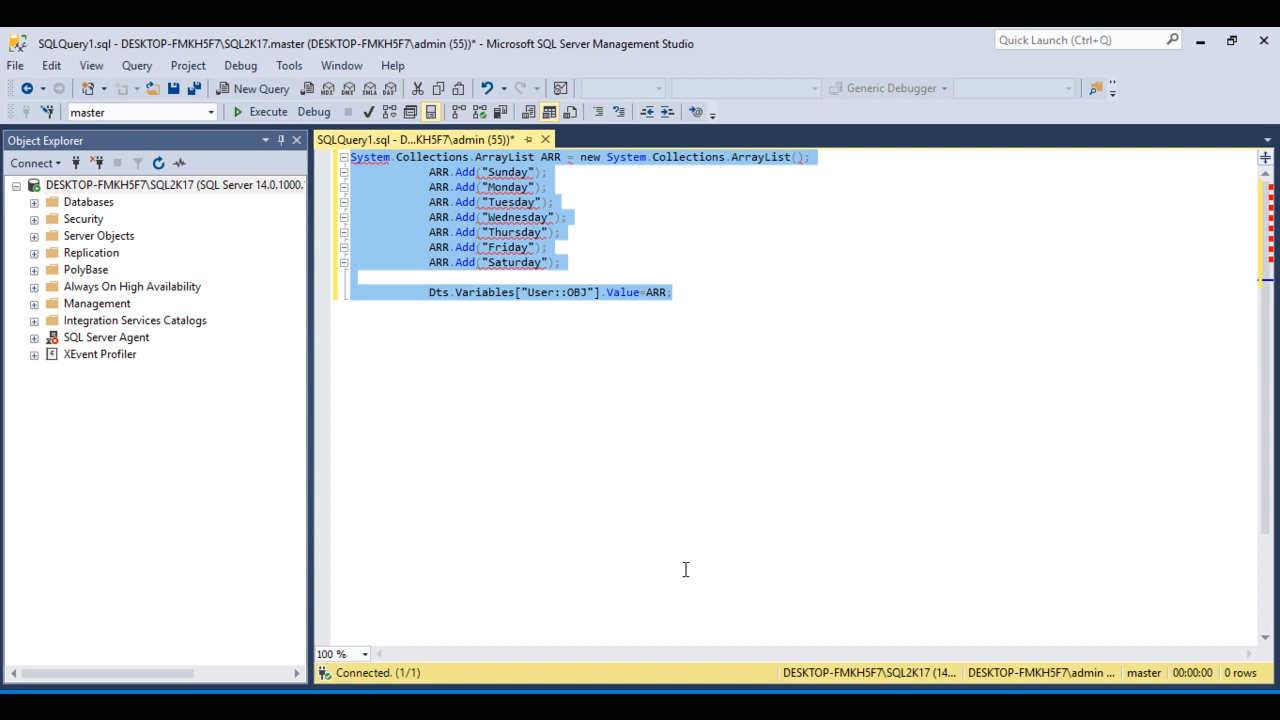 SQLQuery1.sql - DESKTOP-FMKH5F7\SQL2K17.master (DESKTOP-FMKH5F7\admin (55))* - Microsoft SQL Server Management Studio
Quick Launch (Ctrl+Q)
File Edit View Query Project Debug Tools Window Help
New Query MDX DMX XMLA DAX Generic Debugger
master Execute Debug
Object Explorer
SQLQuery1.sql - D...KH5F7\admin (55))*
Connect
DESKTOP-FMKH5F7\SQL2K17 (SQL Server 14.0.1000.
Databases
Security
Server Objects
Replication
PolyBase
Always On High Availability
Management
Integration Services Catalogs
SQL Server Agent
XEvent Profiler
System.Collections.ArrayList ARR = new System.Collections.ArrayList();
ARR.Add("Sunday");
ARR.Add("Monday");
ARR.Add("Tuesday");
ARR.Add("Wednesday");
ARR.Add("Thursday");
ARR.Add("Friday");
ARR.Add("Saturday");
Dts.Variables["User::OBJ"].Value=ARR;
100 %
Connected. (1/1)
DESKTOP-FMKH5F7\SQL2K17 (14... DESKTOP-FMKH5F7\admin ... master 00:00:00 0 rows